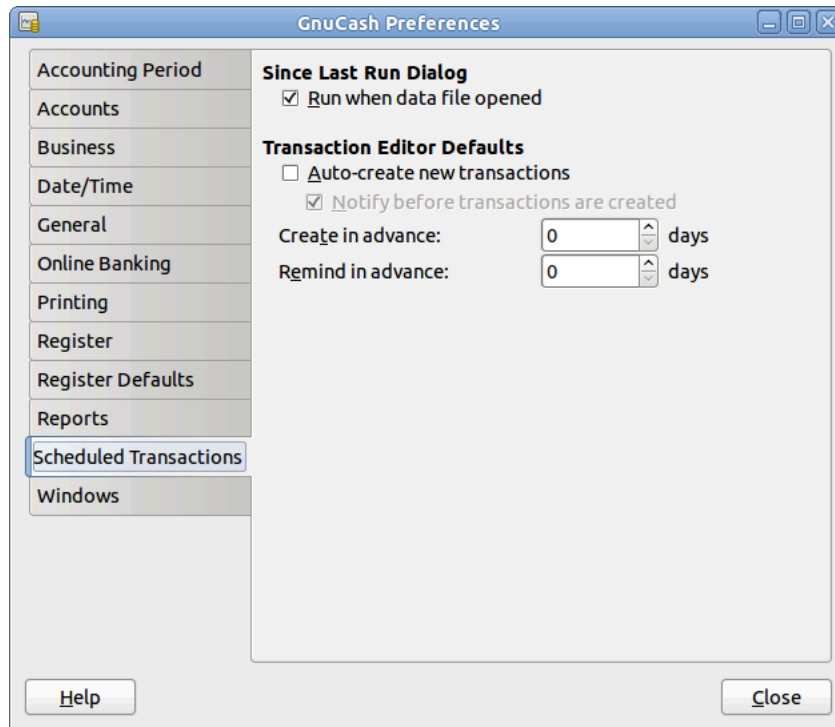 GnuCash Preferences
Accounting Period
Accounts
Business
Date/Time
General
Online Banking
Printing
Register
Register Defaults
Reports
Scheduled Transactions
Windows
Since Last Run Dialog
Run when data file opened
Transaction Editor Defaults
Auto-create new transactions
Notify before transactions are created
Create in advance: 0 days
Remind in advance: 0 days
Help
Close